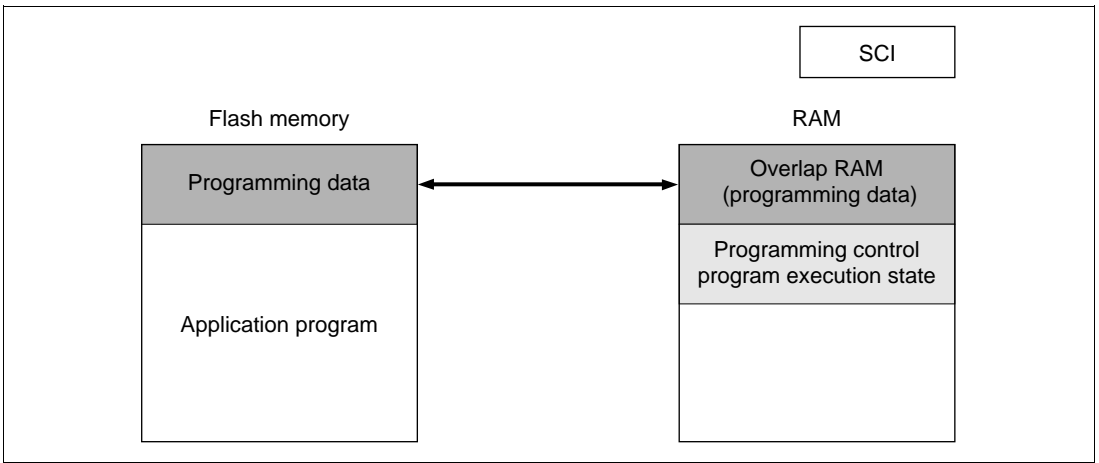 SCI
Flash memory
RAM
Programming data
Overlap RAM
(programming data)
Programming control
program execution state
Application program